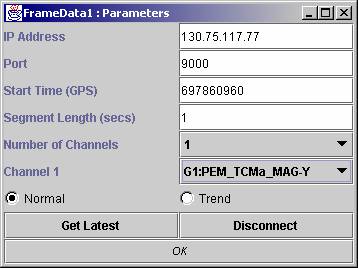 FrameData1 : Parameters
IP Address 130.75.117.77
Port 9000
Start Time (GPS) 697860960
Segment Length (secs) 1
Number of Channels 1
Channel 1 G1:PEM_TCMa_MAG-Y
Normal Trend
Get Latest Disconnect
OK